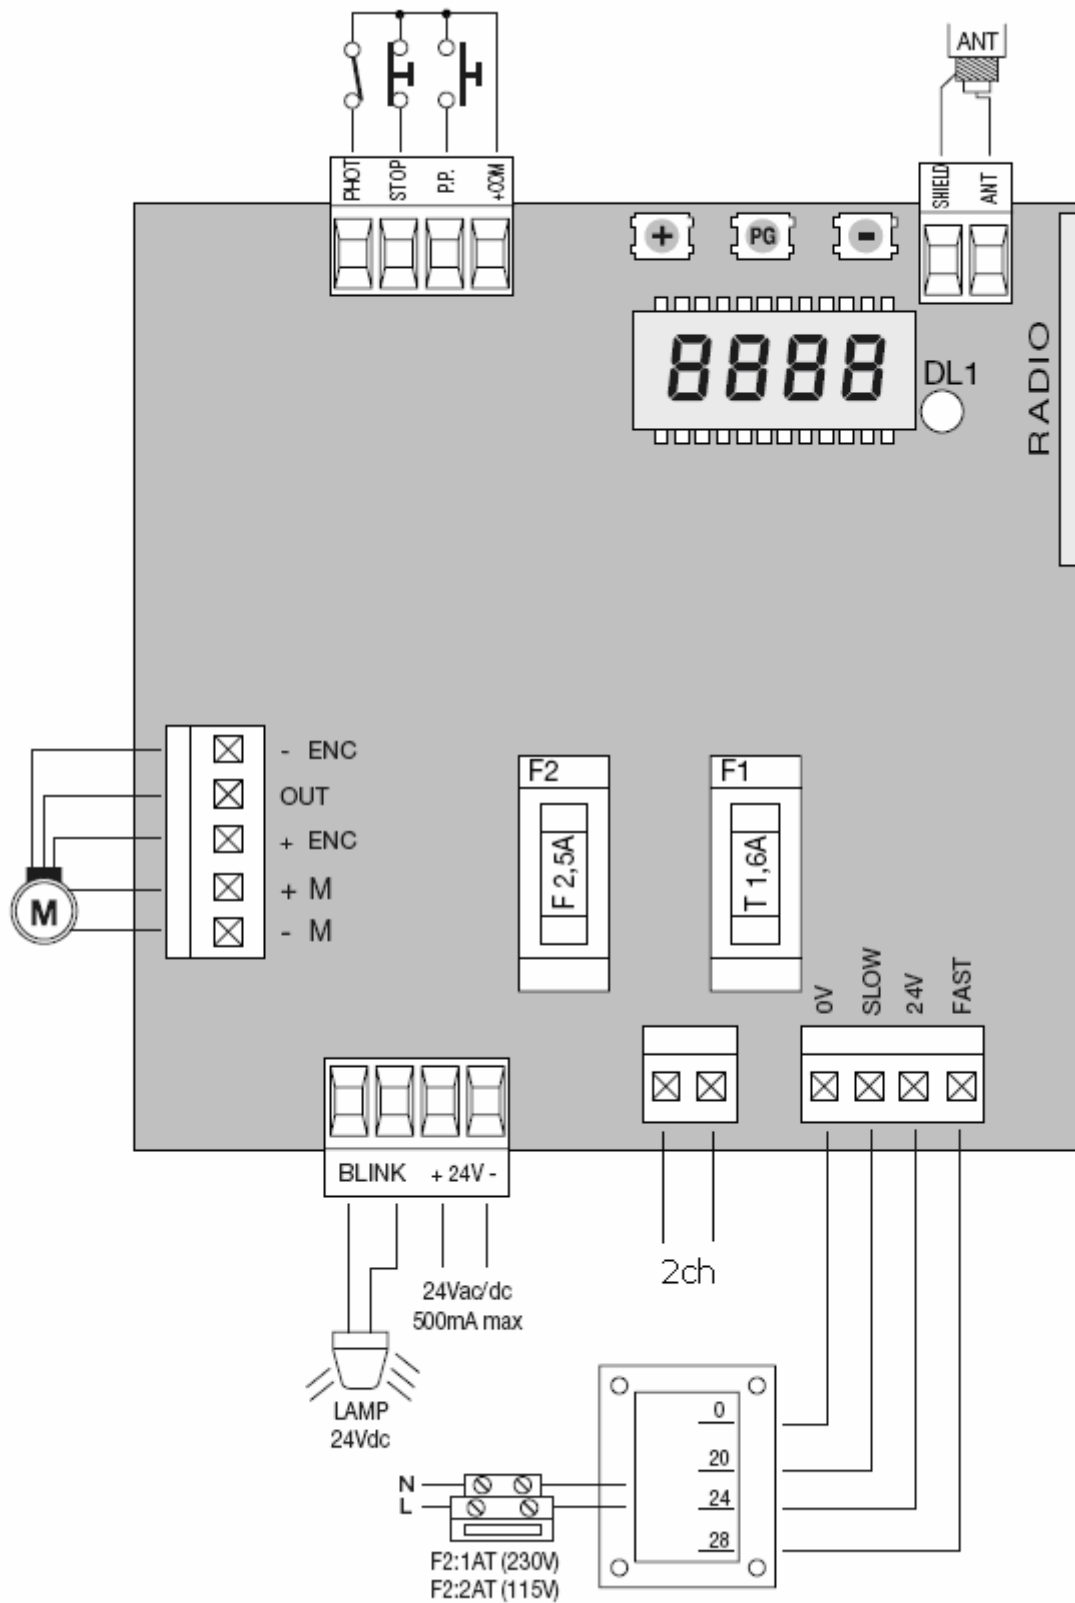 ANT
PHOT STOP P.P. +COM
SHIELD ANT
+ PG -
8888
DL1
RADIO
- ENC
OUT
+ ENC
+ M
- M
M
F2
F 2,5A
F1
T 1,6A
0V SLOW 24V FAST
BLINK + 24V -
2ch
24Vac/dc
500mA max
LAMP
24Vdc
0
20
24
28
N
L
F2:1AT (230V)
F2:2AT (115V)